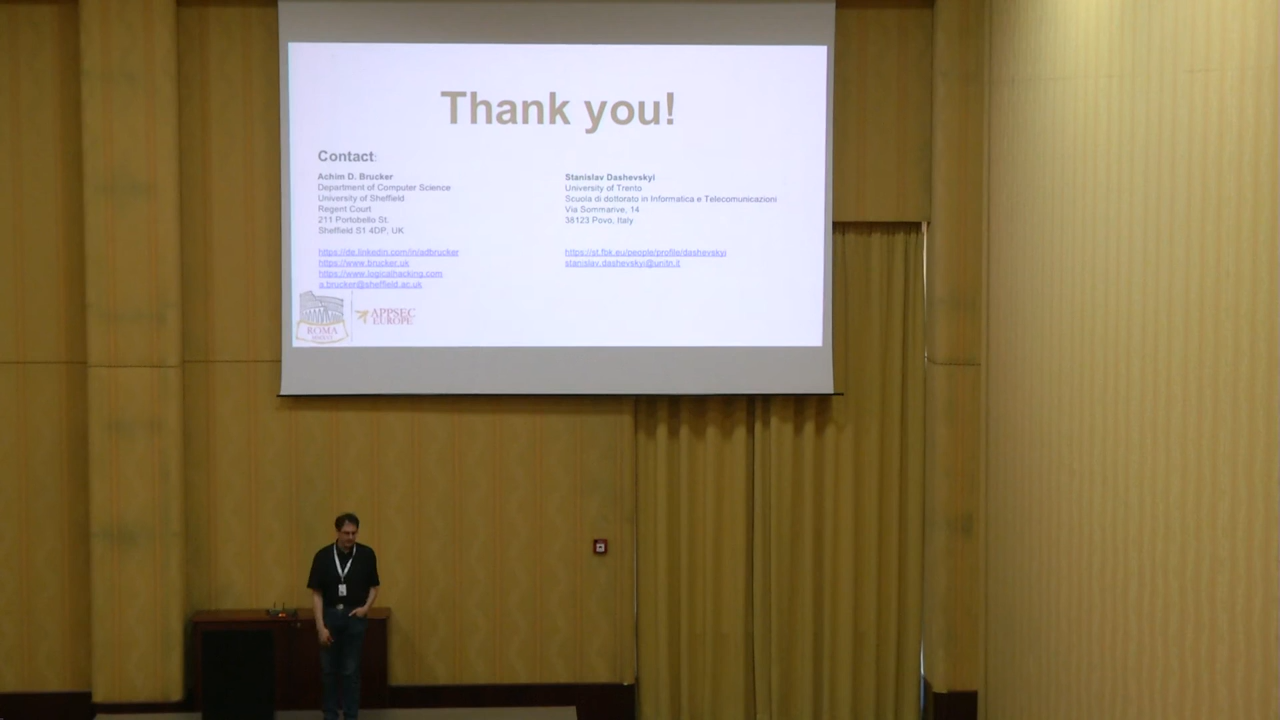 Thank you!
Contact:
Achim D. Brucker
Department of Computer Science
University of Sheffield
Regent Court
211 Portobello St.
Sheffield S1 4DP, UK
https://de.linkedin.com/in/adbrucker
https://www.brucker.uk
https://www.logicalhacking.com
a.brucker@sheffield.ac.uk
Stanislav Dashevskyi
University of Trento
Scuola di dottorato in Informatica e Telecomunicazioni
Via Sommarive, 14
38123 Povo, Italy
https://st.fbk.eu/people/profile/dashevskyi
stanislav.dashevskyi@unitn.it
ROMA
APPSEC
EUROPE